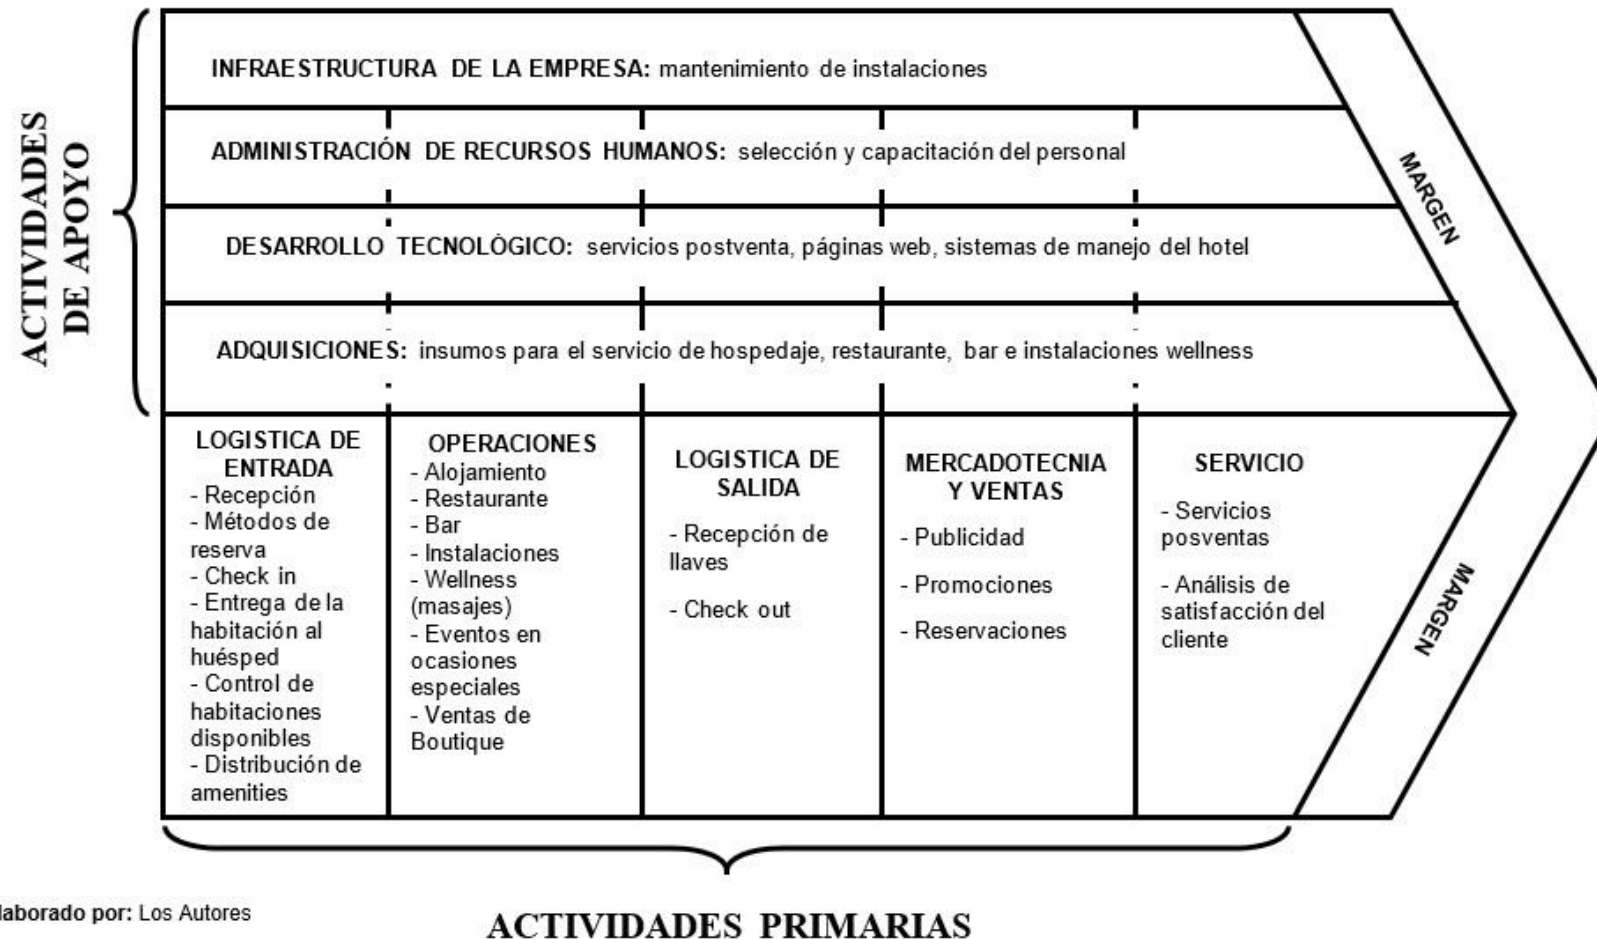 ACTIVIDADES
DE APOYO
INFRAESTRUCTURA DE LA EMPRESA: mantenimiento de instalaciones
ADMINISTRACIÓN DE RECURSOS HUMANOS: selección y capacitación del personal
DESARROLLO TECNOLÓGICO: servicios postventa, páginas web, sistemas de manejo del hotel
ADQUISICIONES: insumos para el servicio de hospedaje, restaurante, bar e instalaciones wellness
MARGEN
LOGISTICA DE
ENTRADA
- Recepción
- Métodos de
reserva
- Check in
- Entrega de la
habitación al
huésped
- Control de
habitaciones
disponibles
- Distribución de
amenities
OPERACIONES
- Alojamiento
- Restaurante
- Bar
- Instalaciones
- Wellness
(masajes)
- Eventos en
ocasiones
especiales
- Ventas de
Boutique
LOGISTICA DE
SALIDA
- Recepción de
llaves
- Check out
MERCADOTECNIA
Y VENTAS
- Publicidad
- Promociones
- Reservaciones
SERVICIO
- Servicios
posventas
- Análisis de
satisfacción del
cliente
MARGEN
laborado por: Los Autores
ACTIVIDADES PRIMARIAS